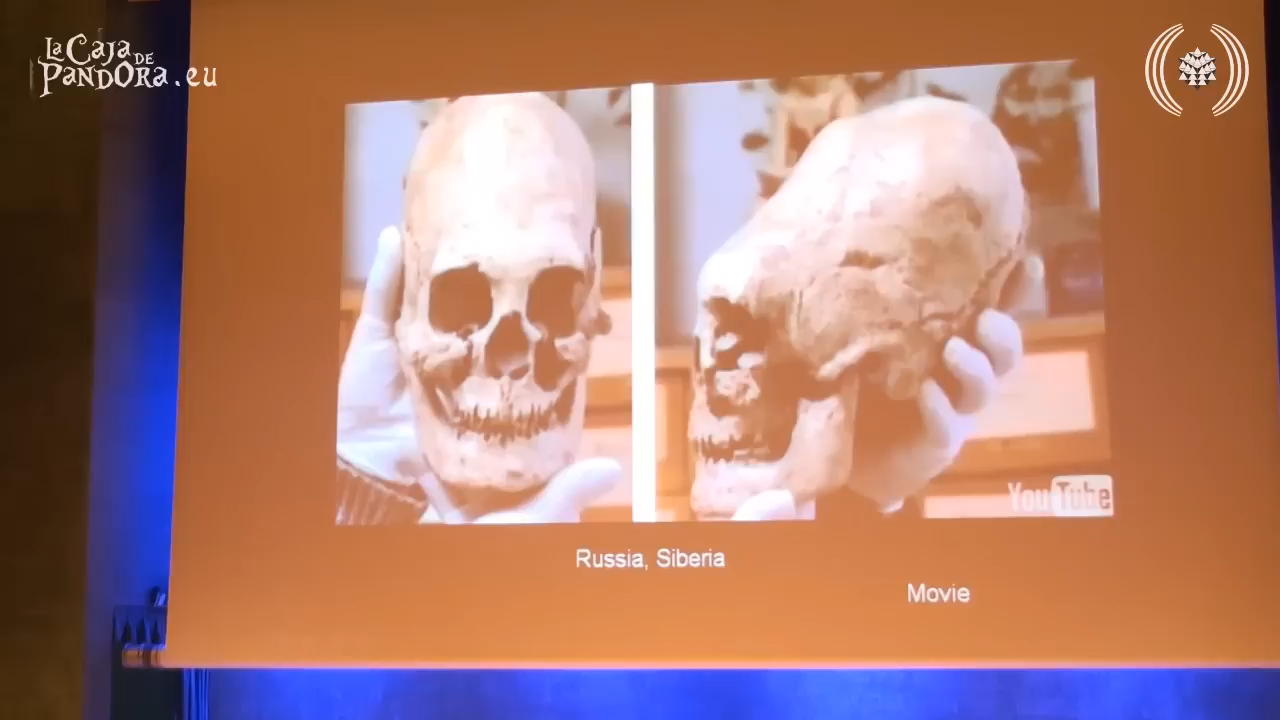 La Caja DE
PANDORA.eu
YouTube
Russia, Siberia
Movie